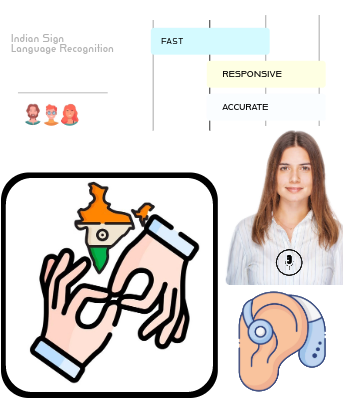 Indian Sign
Language Recognition
FAST
RESPONSIVE
ACCURATE